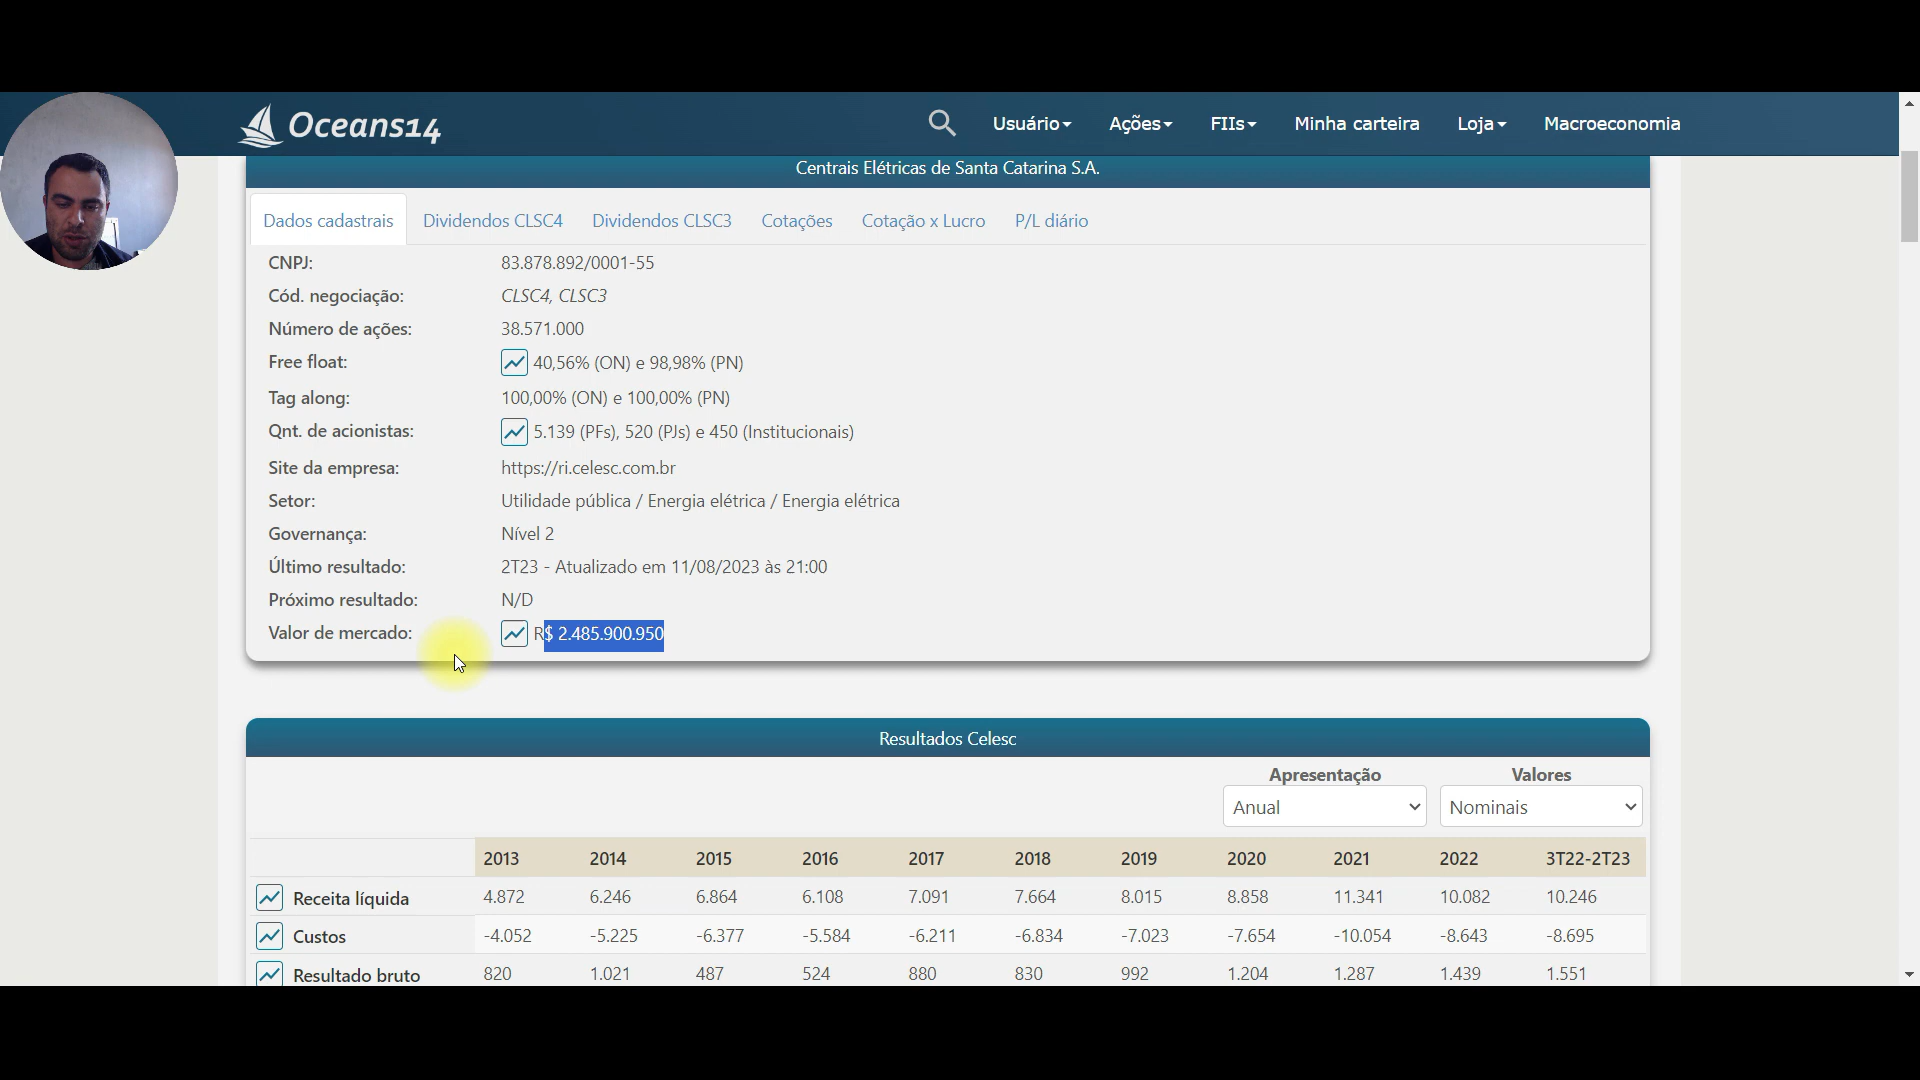 Oceans14
Usuário Ações FIIs Minha carteira Loja Macroeconomia
Centrais Elétricas de Santa Catarina S.A.
Dados cadastrais Dividendos CLSC4 Dividendos CLSC3 Cotações Cotação x Lucro P/L diário
CNPJ: 83.878.892/0001-55
Cód. negociação: CLSC4, CLSC3
Número de ações: 38.571.000
Free float: 40,56% (ON) e 98,98% (PN)
Tag along: 100,00% (ON) e 100,00% (PN)
Qnt. de acionistas: 5.139 (PFs), 520 (PJs) e 450 (Institucionais)
Site da empresa: https://ri.celesc.com.br
Setor: Utilidade pública / Energia elétrica / Energia elétrica
Governança: Nível 2
Último resultado: 2T23 - Atualizado em 11/08/2023 às 21:00
Próximo resultado: N/D
Valor de mercado: R$ 2.485.900.950
Resultados Celesc
Apresentação Valores
Anual Nominais
2013 2014 2015 2016 2017 2018 2019 2020 2021 2022 3T22-2T23
Receita líquida 4.872 6.246 6.864 6.108 7.091 7.664 8.015 8.858 11.341 10.082 10.246
Custos -4.052 -5.225 -6.377 -5.584 -6.211 -6.834 -7.023 -7.654 -10.054 -8.643 -8.695
Resultado bruto 820 1.021 487 524 880 830 992 1.204 1.287 1.439 1.551